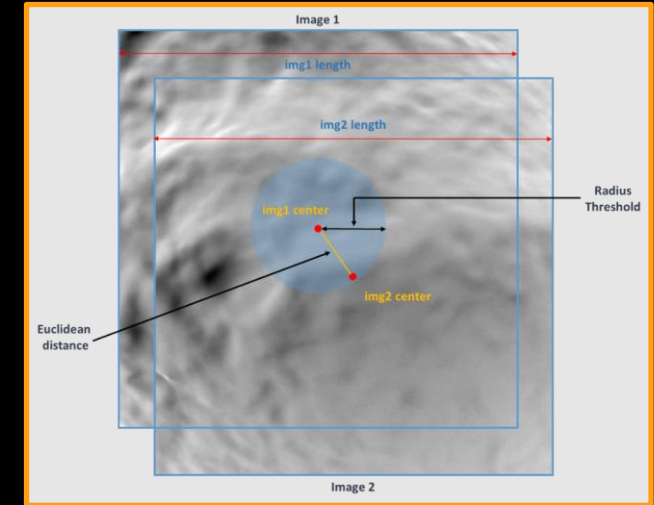 Image 1
img1 length
img2 length
Radius
Threshold
img1 center
img2 center
Euclidean
distance
Image 2